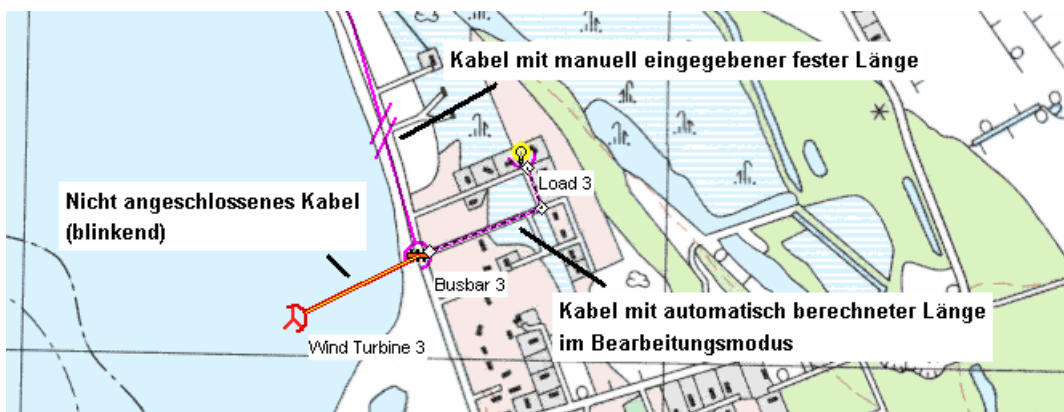 Kabel mit manuell eingegebener fester Länge
Load 3
Nicht angeschlossenes Kabel
(blinkend)
Busbar 3
Kabel mit automatisch berechneter Länge
im Bearbeitungsmodus
Wind Turbine 3